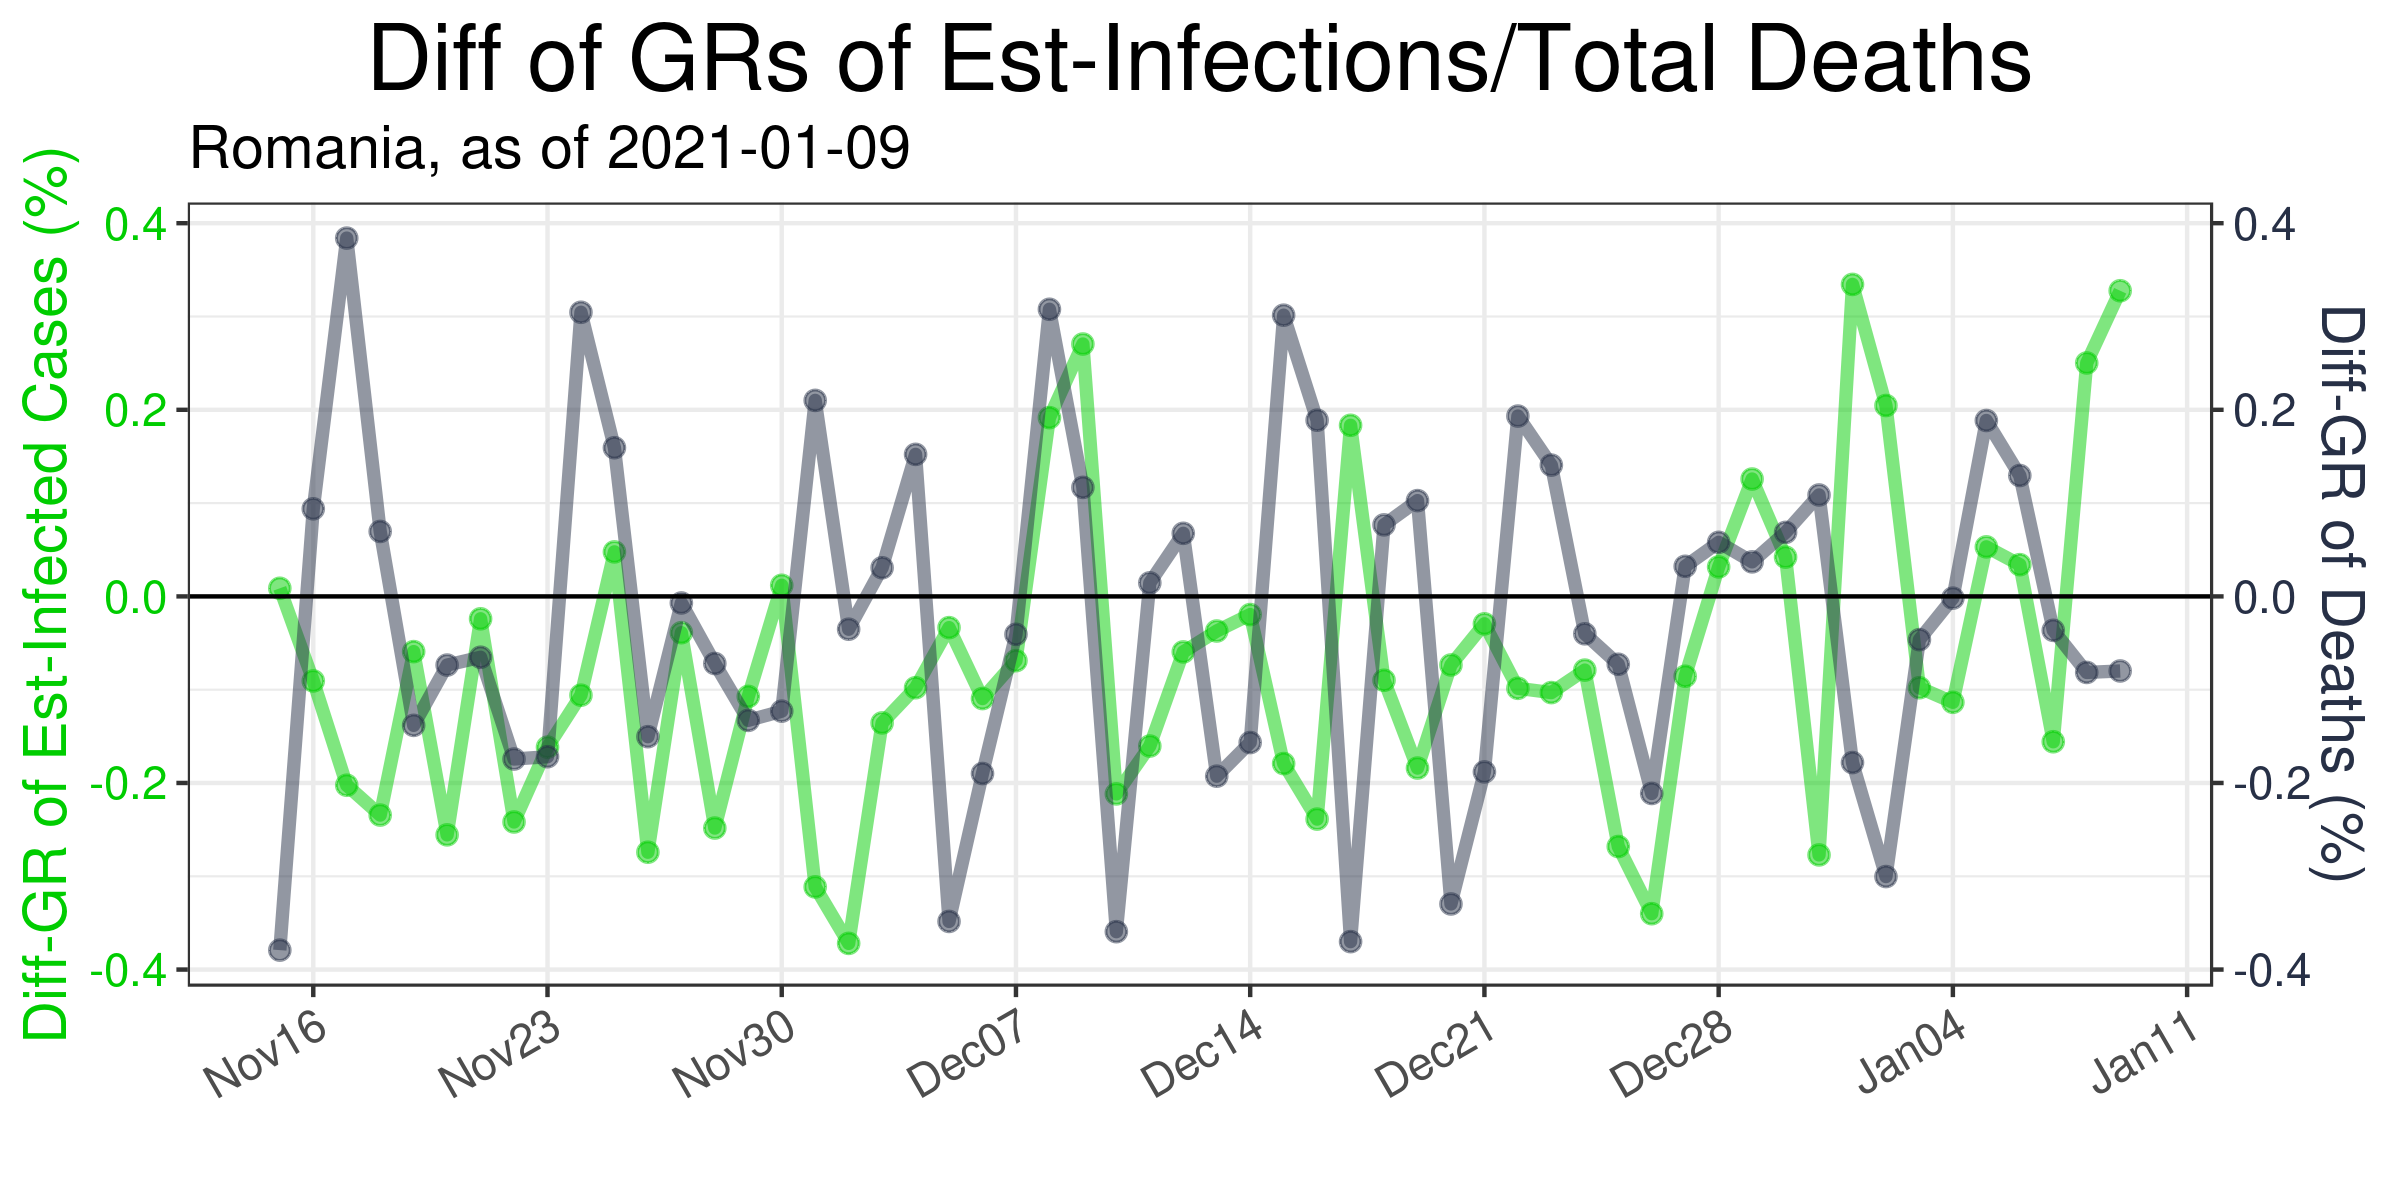 Diff of GRs of Est-Infections/Total Deaths
Romania, as of 2021-01-09
Diff-GR of Est-Infected Cases (%)
0.4
0.2
0.0
-0.2
-0.4
0.4
0.2
0.0
-0.2
-0.4
Diff-GR of Deaths (%)
Nov16
Nov23
Nov30
Dec07
Dec14
Dec21
Dec28
Jan04
Jan11